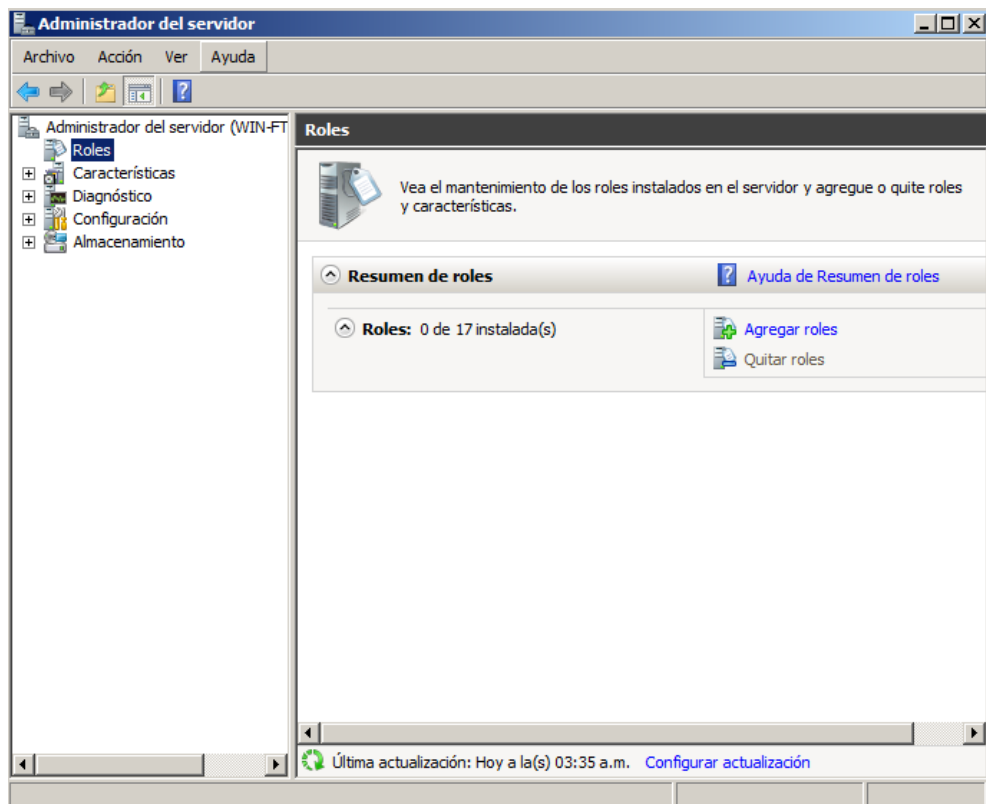 Administrador del servidor
Archivo Acción Ver Ayuda
Administrador del servidor (WIN-FT
Roles
Características
Diagnóstico
Configuración
Almacenamiento
Roles
Vea el mantenimiento de los roles instalados en el servidor y agregue o quite roles
y características.
Resumen de roles
Ayuda de Resumen de roles
Roles: 0 de 17 instalada(s)
Agregar roles
Quitar roles
Última actualización: Hoy a la(s) 03:35 a.m. Configurar actualización